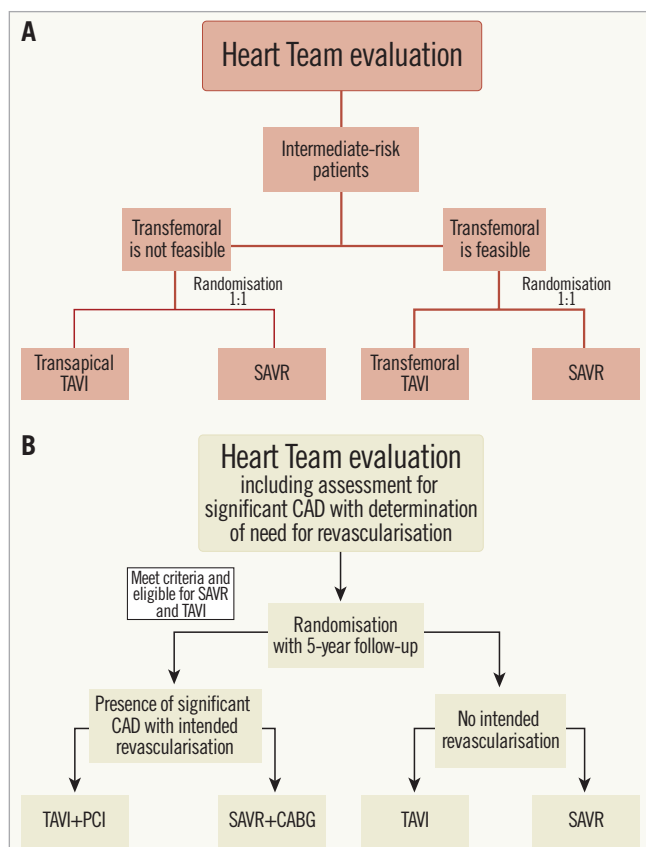 A
Heart Team evaluation
Intermediate-risk
patients
Transfemoral
is not feasible
Transfemoral
is feasible
Randomisation
1:1
Randomisation
1:1
Transapical
TAVI
SAVR
Transfemoral
TAVI
SAVR
B
Heart Team evaluation
including assessment for
significant CAD with determination
of need for revascularisation
Meet criteria and
eligible for SAVR
and TAVI
Randomisation
with 5-year follow-up
Presence of significant
CAD with intended
revascularisation
No intended
revascularisation
TAVI+PCI
SAVR+CABG
TAVI
SAVR